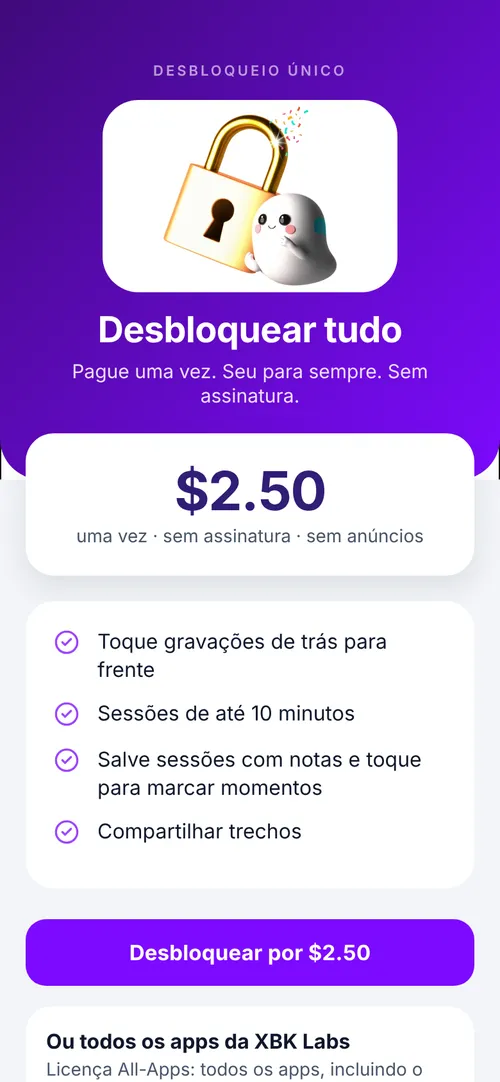 DESBLOQUEIO ÚNICO
Desbloquear tudo
Pague uma vez. Seu para sempre. Sem
assinatura.
$2.50
uma vez · sem assinatura · sem anúncios
Toque gravações de trás para
frente
Sessões de até 10 minutos
Salve sessões com notas e toque
para marcar momentos
Compartilhar trechos
Desbloquear por $2.50
Ou todos os apps da XBK Labs
Licença All-Apps: todos os apps, incluindo o